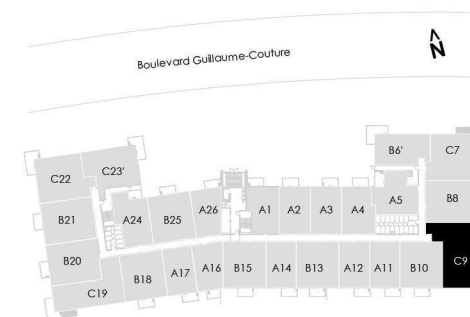 Boulevard Guillaume-Couture
N
B6'
C7
C22
C23'
A5
B8
B21
A24
B25
A26
A1
A2
A3
A4
B20
C9
C19
B18
A17
A16
B15
A14
B13
A12
A11
B10